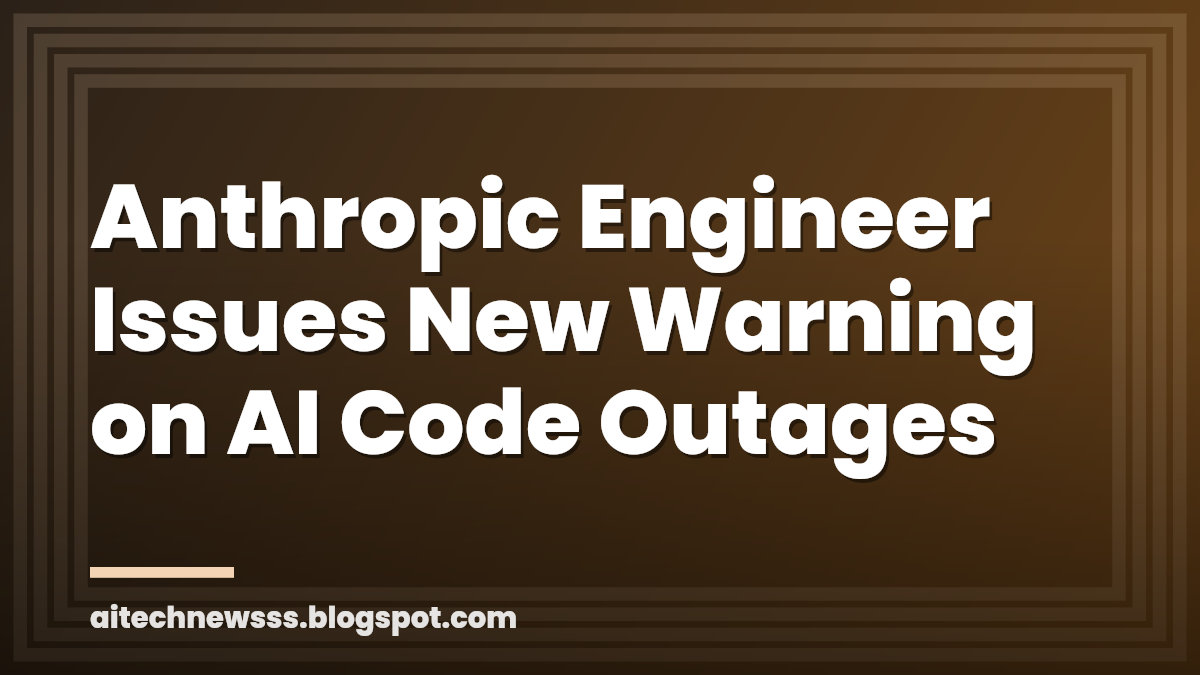 Anthropic Engineer
Issues New Warning
on AI Code Outages
aitechnewsss.blogspot.com